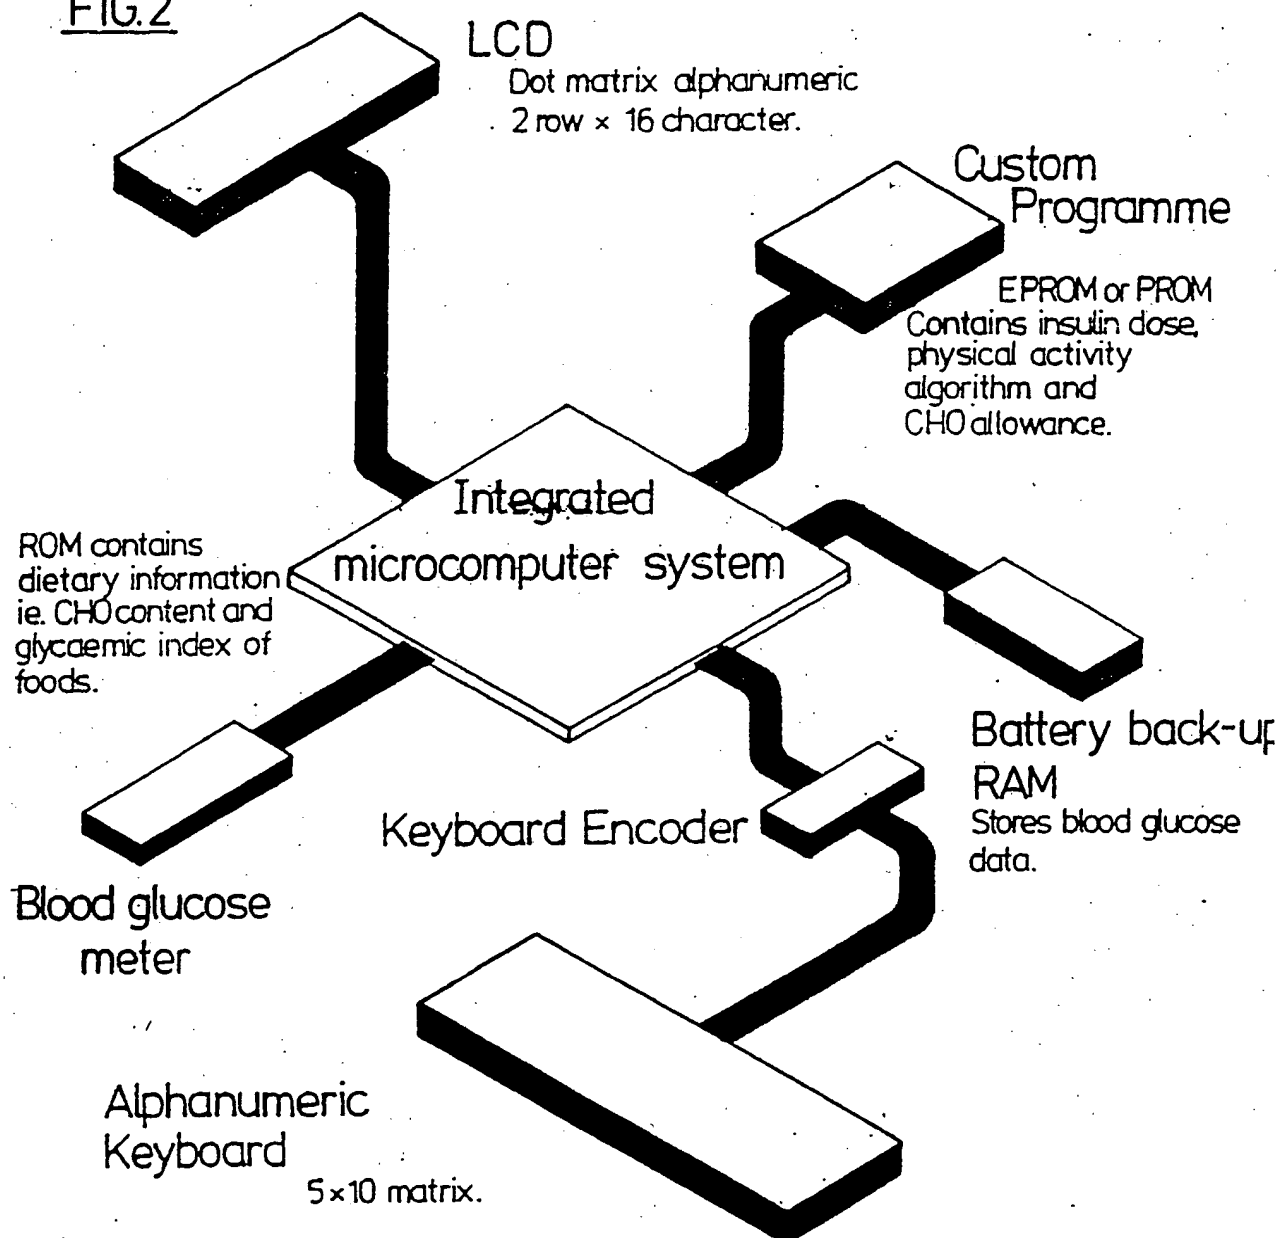 FIG. 2
LCD
Dot matrix alphanumeric
2 row × 16 character.
Custom
Programme
EPROM or PROM
Contains insulin dose,
physical activity
algorithm and
CHO allowance.
Integrated
microcomputer system
ROM contains
dietary information
ie. CHO content and
glycaemic index of
foods.
Battery back-up
RAM
Stores blood glucose
data.
Keyboard Encoder
Blood glucose
meter
Alphanumeric
Keyboard
5×10 matrix.